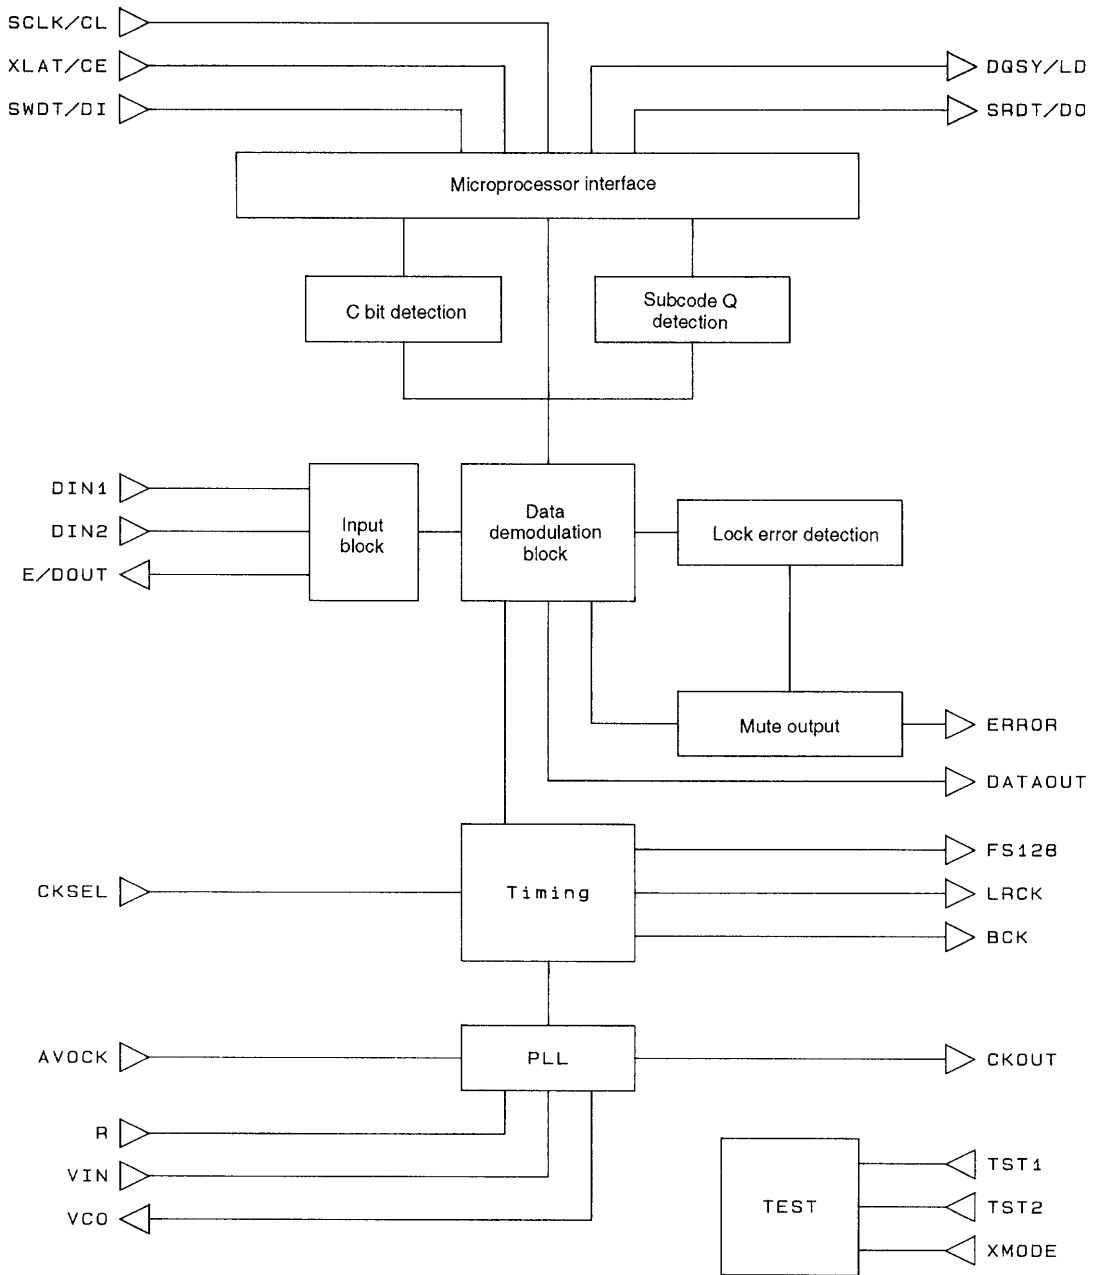 SCLK/CL
XLAT/CE
DQSY/LD
SWDT/DI
SRDT/DO
Microprocessor interface
C bit detection
Subcode Q
detection
DIN1
DIN2
E/DOUT
Input
block
Data
demodulation
block
Lock error detection
Mute output
ERROR
DATAOUT
CKSEL
Timing
FS128
LRCK
BCK
AVOCK
PLL
CKOUT
R
VIN
VCO
TEST
TST1
TST2
XMODE